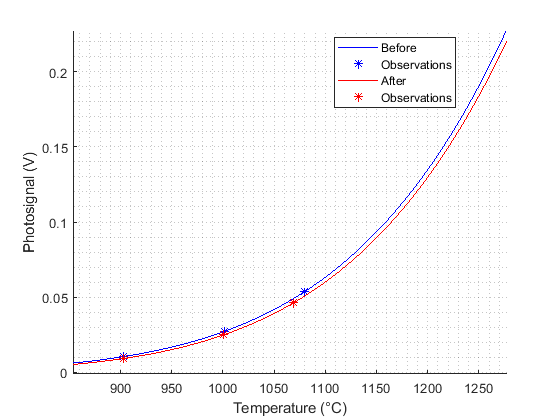 Before
Observations
After
Observations
0.2
0.15
0.1
0.05
0
Photosignal (V)
900 950 1000 1050 1100 1150 1200 1250
Temperature (°C)